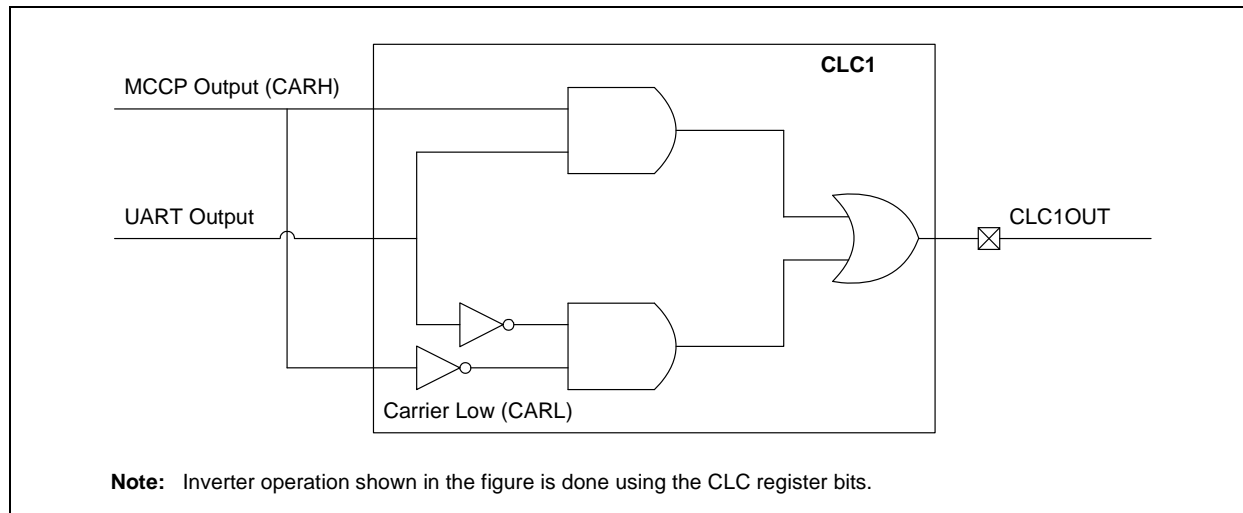 CLC1
MCCP Output (CARH)
UART Output
CLC1OUT
Carrier Low (CARL)
Note: Inverter operation shown in the figure is done using the CLC register bits.